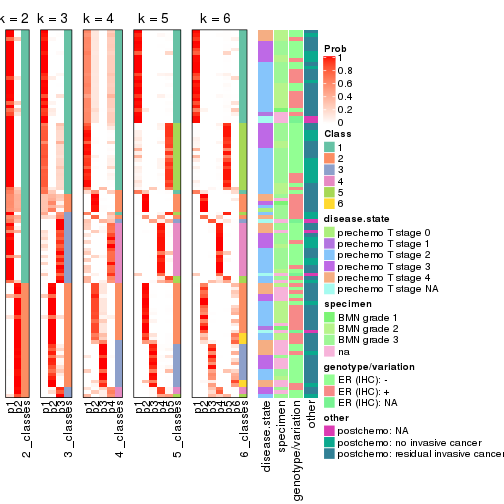 k = 2 k = 3 k = 4 k = 5 k = 6
Prob
1
0.8
0.6
0.4
0.2
0
Class
1
2
3
4
5
6
disease.state
prechemo T stage 0
prechemo T stage 1
prechemo T stage 2
prechemo T stage 3
prechemo T stage 4
prechemo T stage NA
specimen
BMN grade 1
BMN grade 2
BMN grade 3
na
genotype/variation
ER (IHC): -
ER (IHC): +
ER (IHC): NA
other
postchemo: NA
postchemo: no invasive cancer
postchemo: residual invasive cancer
p1 p2 2_classes
p1 p2 p3 3_classes
p1 p2 p3 p4 4_classes
p1 p2 p3 p4 p5 5_classes
p1 p2 p3 p4 p5 p6 6_classes
disease.state
specimen
genotype/variation
other